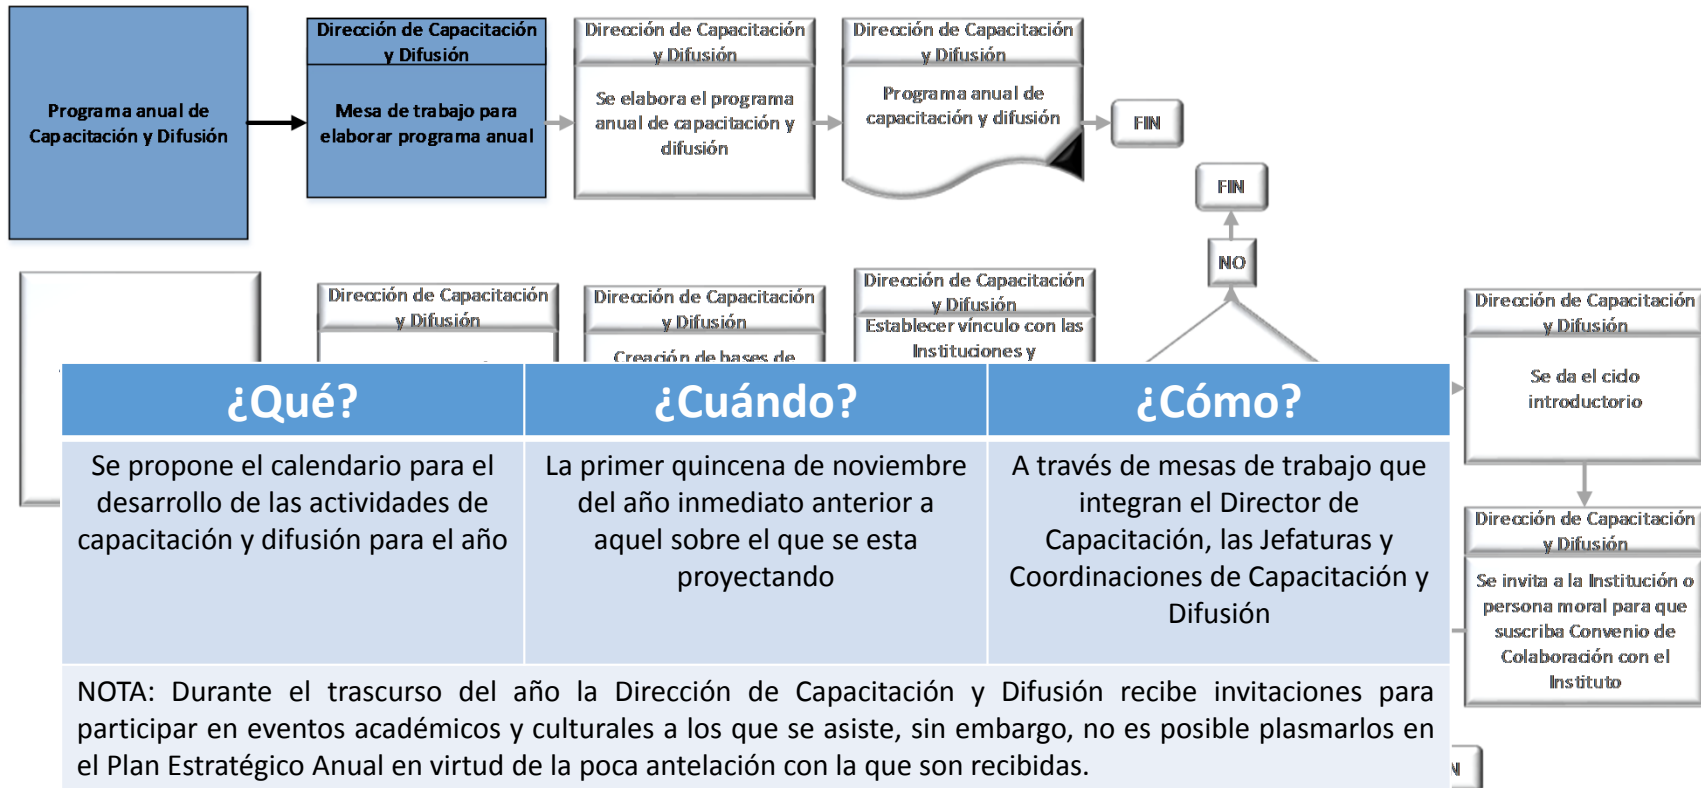 Programa anual de
Capacitación y Difusión
Dirección de Capacitación
y Difusión
Mesa de trabajo para
elaborar programa anual
Dirección de Capacitación
y Difusión
Se elabora el programa
anual de capacitación y
difusión
Dirección de Capacitación
y Difusión
Programa anual de
capacitación y difusión
FIN
FIN
NO
Dirección de Capacitación
y Difusión
Dirección de Capacitación
y Difusión
Creación de bases de
Dirección de Capacitación
y Difusión
Establecer vínculo con las
Instituciones y
Dirección de Capacitación
y Difusión
Se da el ciclo
introductorio
Dirección de Capacitación
y Difusión
Se invita a la Institución o
persona moral para que
suscriba Convenio de
Colaboración con el
Instituto
¿Qué?
Se propone el calendario para el
desarrollo de las actividades de
capacitación y difusión para el año
¿Cuándo?
La primer quincena de noviembre
del año inmediato anterior a
aquel sobre el que se esta
proyectando
¿Cómo?
A través de mesas de trabajo que
integran el Director de
Capacitación, las Jefaturas y
Coordinaciones de Capacitación y
Difusión
NOTA: Durante el trascurso del año la Dirección de Capacitación y Difusión recibe invitaciones para
participar en eventos académicos y culturales a los que se asiste, sin embargo, no es posible plasmarlos en
el Plan Estratégico Anual en virtud de la poca antelación con la que son recibidas.